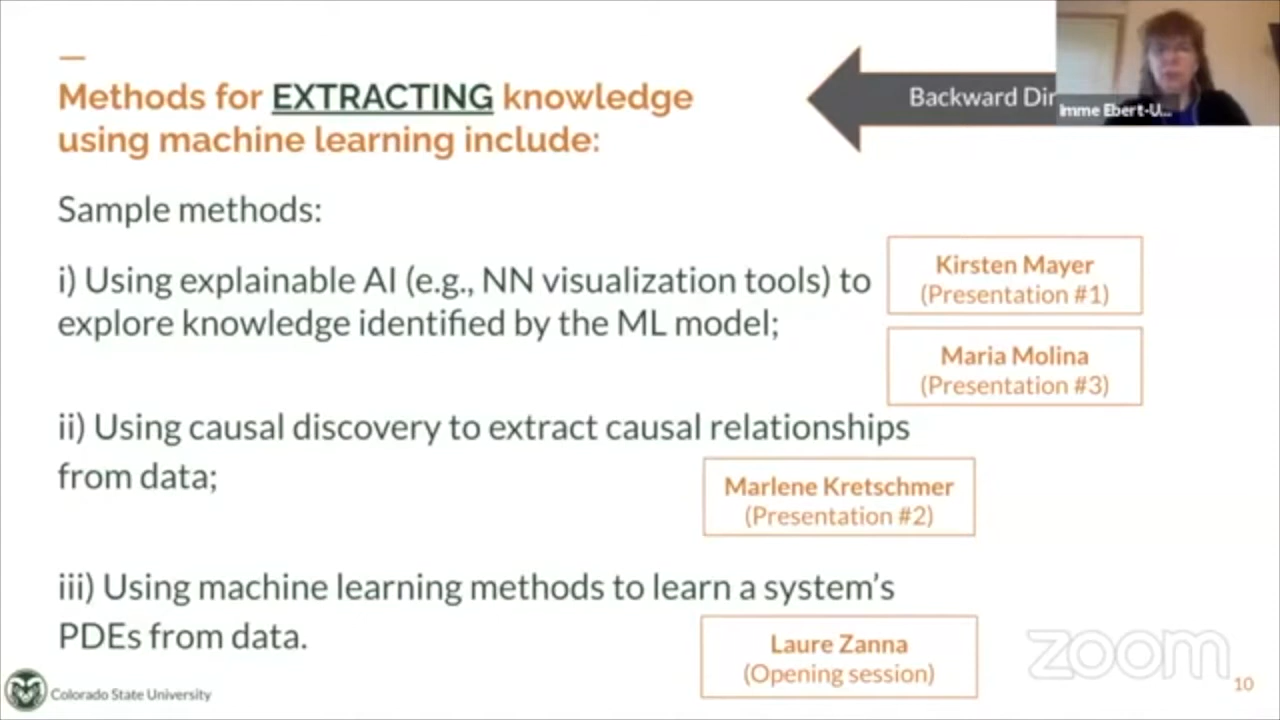 Methods for EXTRACTING knowledge
using machine learning include:
Backward Dir
Imme Ebert-U...
Sample methods:
i) Using explainable AI (e.g., NN visualization tools) to
explore knowledge identified by the ML model;
Kirsten Mayer
(Presentation #1)
Maria Molina
(Presentation #3)
ii) Using causal discovery to extract causal relationships
from data;
Marlene Kretschmer
(Presentation #2)
iii) Using machine learning methods to learn a system's
PDEs from data.
Laure Zanna
(Opening session)
Colorado State University
zoom
10